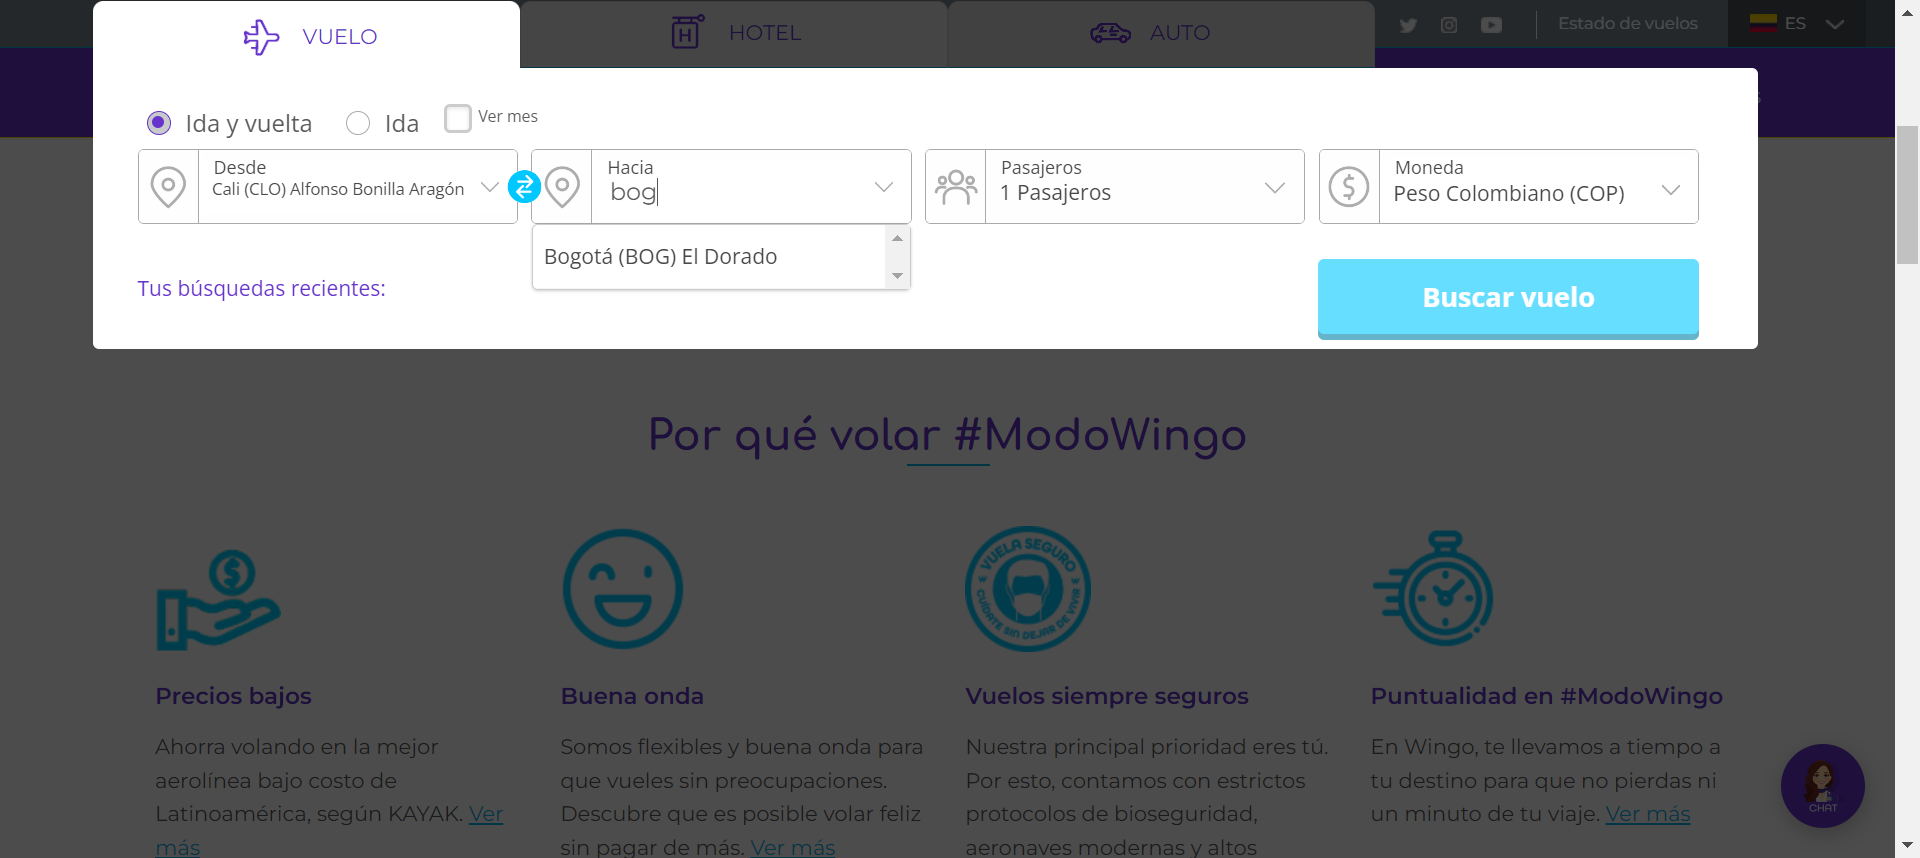 VUELO
HOTEL
AUTO
Estado de vuelos
ES
Ida y vuelta
Ida
Ver mes
Desde
Cali (CLO) Alfonso Bonilla Aragón
Hacia
bog
Pasajeros
1 Pasajeros
Moneda
Peso Colombiano (COP)
Bogotá (BOG) El Dorado
Tus búsquedas recientes:
Buscar vuelo
Por qué volar #ModoWingo
VUELA SEGURO
CUÍDATE SIN DEJAR DE VIVIR
Precios bajos
Ahorra volando en la mejor
aerolínea bajo costo de
Latinoamérica, según KAYAK. Ver
más
Buena onda
Somos flexibles y buena onda para
que vueles sin preocupaciones.
Descubre que es posible volar feliz
sin pagar de más. Ver más
Vuelos siempre seguros
Nuestra principal prioridad eres tú.
Por esto, contamos con estrictos
protocolos de bioseguridad,
aeronaves modernas y altos
Puntualidad en #ModoWingo
En Wingo, te llevamos a tiempo a
tu destino para que no pierdas ni
un minuto de tu viaje. Ver más
CHAT